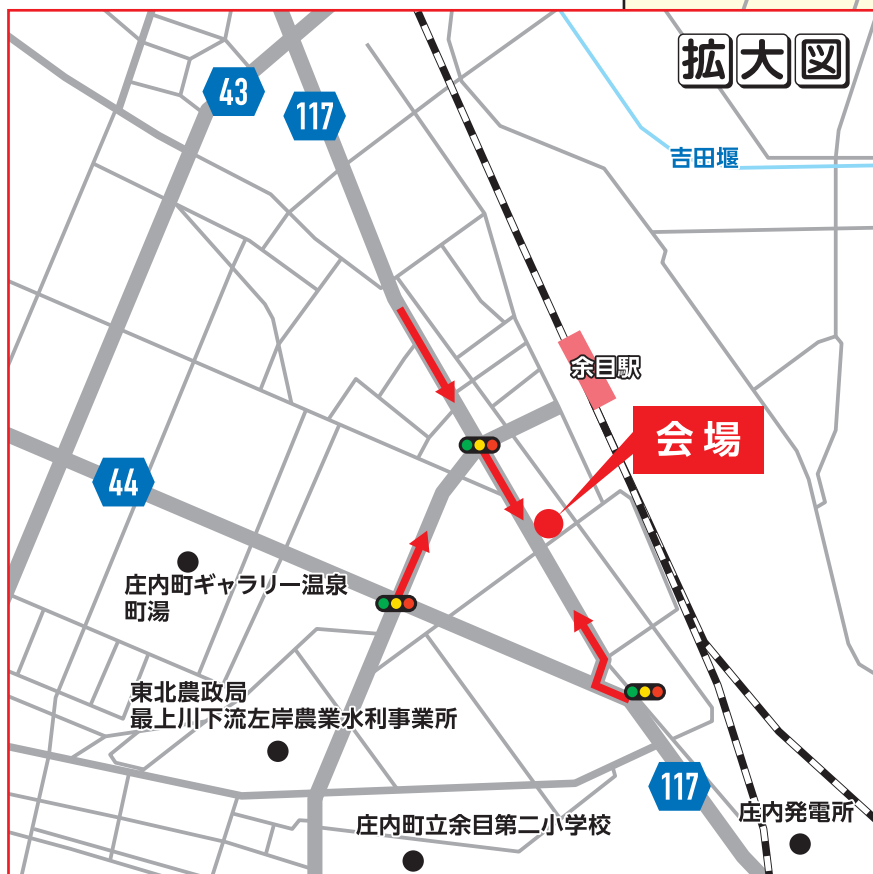 拡大図
43
117
吉田堰
余目駅
会場
44
庄内町ギャラリー温泉
町湯
東北農政局
最上川下流左岸農業水利事業所
117
庄内発電所
庄内町立余目第二小学校